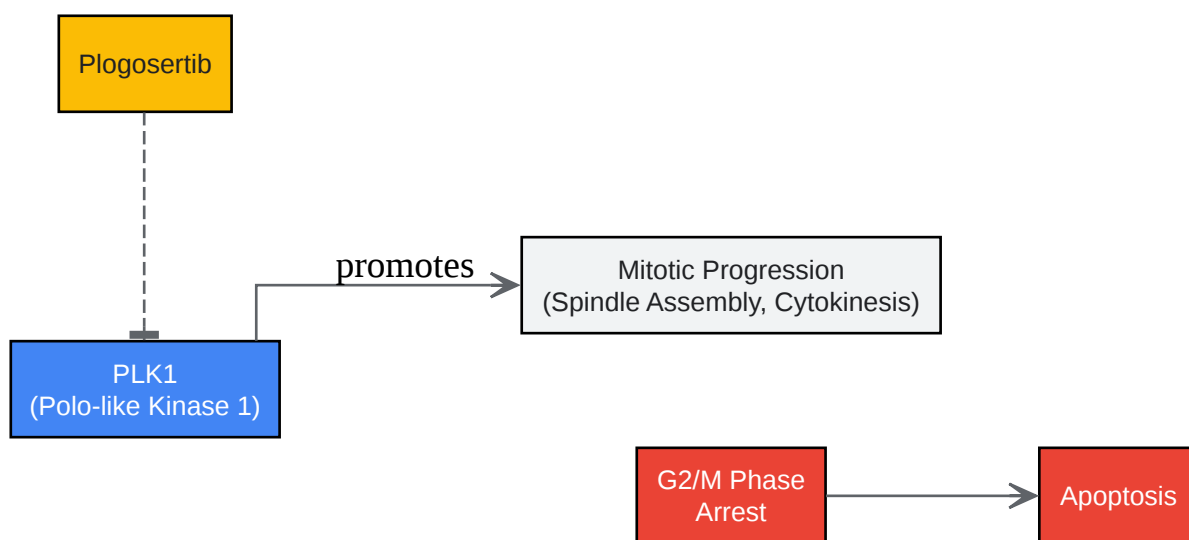 Plogosertib
promotes
Mitotic Progression
(Spindle Assembly, Cytokinesis)
PLK1
(Polo-like Kinase 1)
G2/M Phase
Arrest
Apoptosis